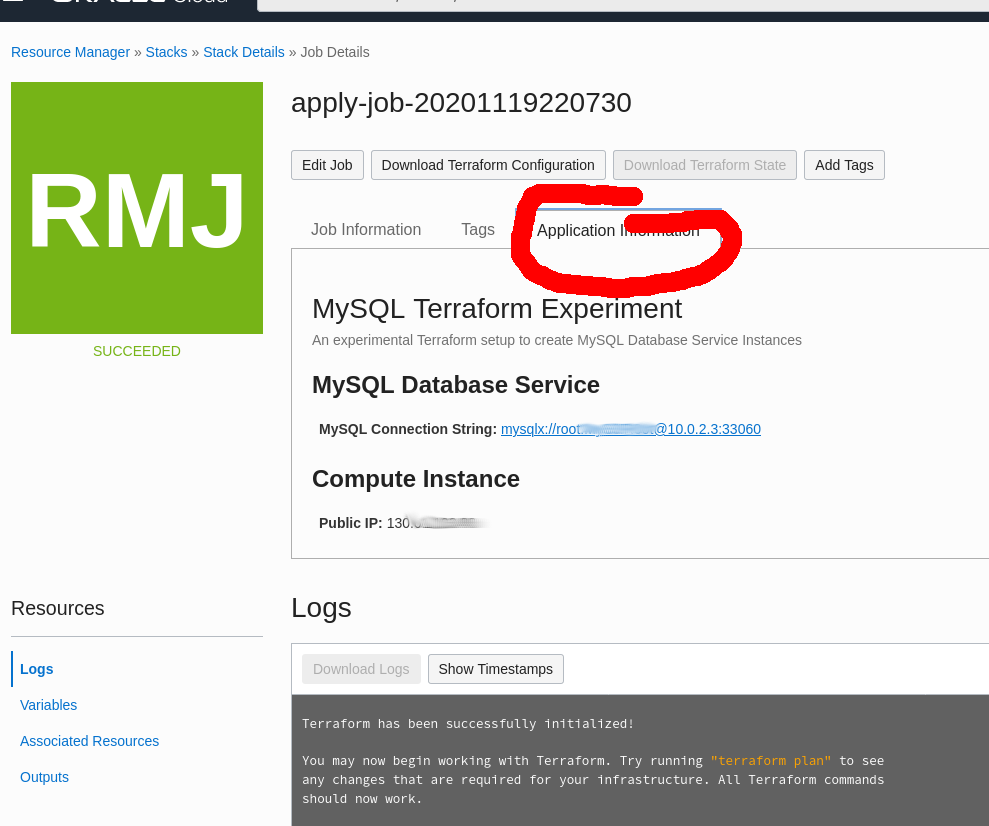 ORACLE Cloud
Resource Manager » Stacks » Stack Details » Job Details
RMJ
SUCCEEDED
apply-job-20201119220730
Edit Job Download Terraform Configuration Download Terraform State Add Tags
Job Information Tags Application Information
MySQL Terraform Experiment
An experimental Terraform setup to create MySQL Database Service Instances
MySQL Database Service
MySQL Connection String: mysqlx://root: @10.0.2.3:33060
Compute Instance
Public IP: 130.
Resources
Logs
Variables
Associated Resources
Outputs
Logs
Download Logs Show Timestamps
Terraform has been successfully initialized!
You may now begin working with Terraform. Try running "terraform plan" to see
any changes that are required for your infrastructure. All Terraform commands
should now work.